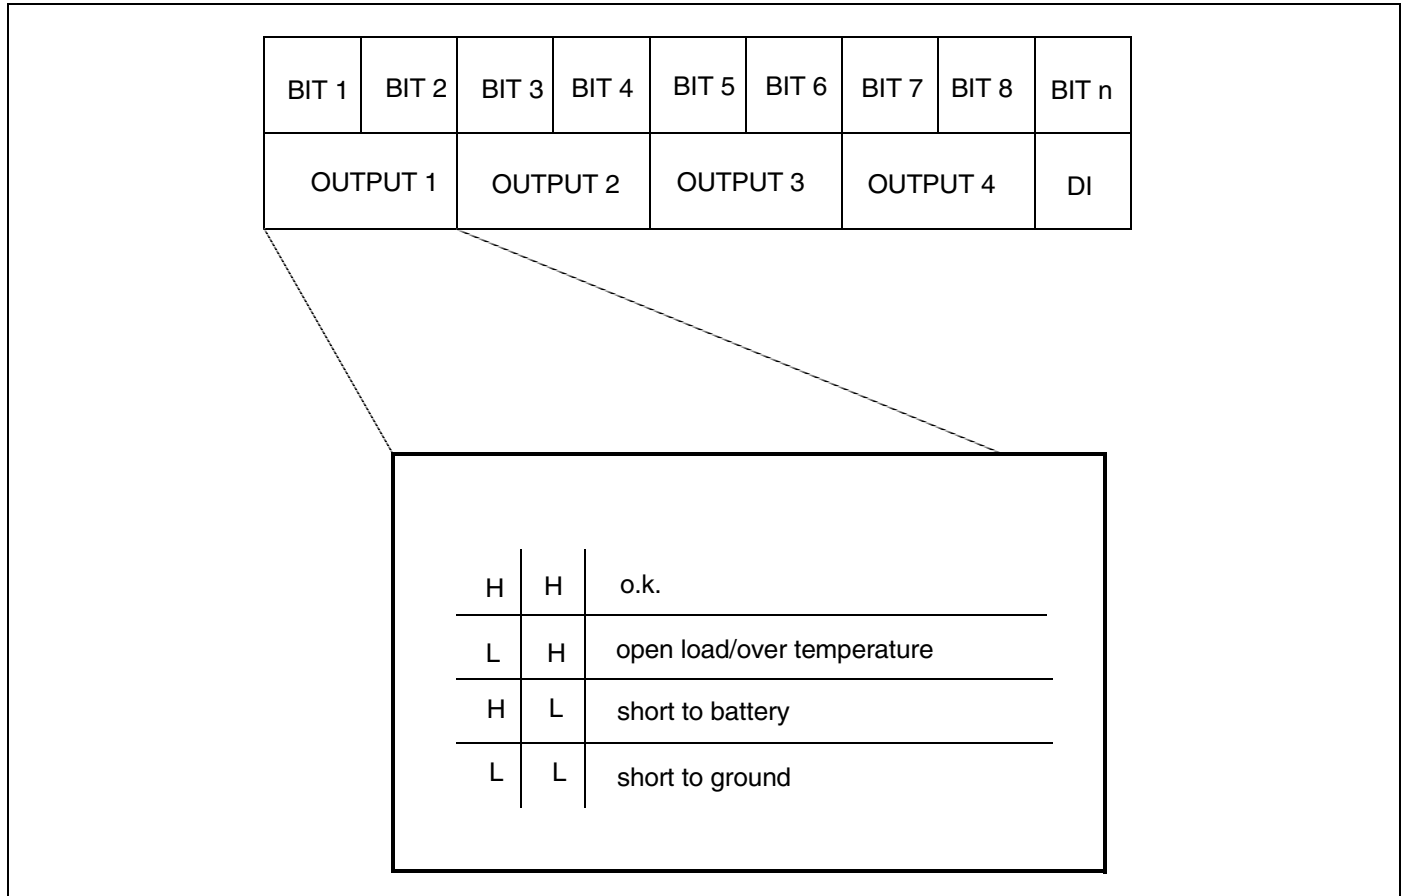 BIT 1 BIT 2 BIT 3 BIT 4 BIT 5 BIT 6 BIT 7 BIT 8 BIT n
OUTPUT 1 OUTPUT 2 OUTPUT 3 OUTPUT 4 DI
H H o.k.
L H open load/over temperature
H L short to battery
L L short to ground